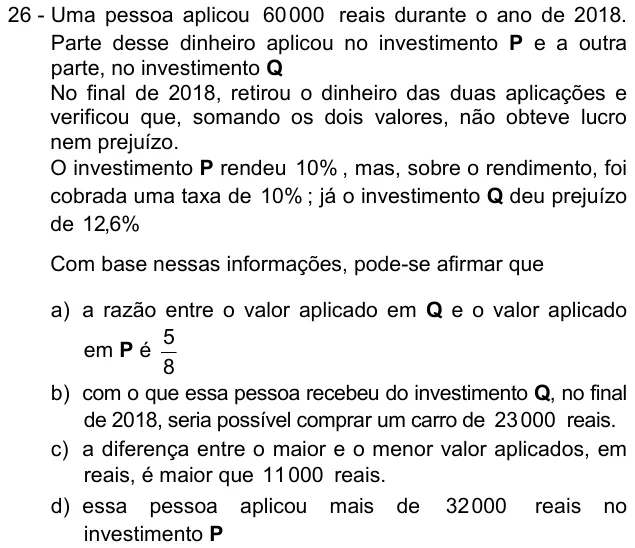 26 - Uma pessoa aplicou 60000 reais durante o ano de 2018.
Parte desse dinheiro aplicou no investimento P e a outra
parte, no investimento Q
No final de 2018, retirou o dinheiro das duas aplicações e
verificou que, somando os dois valores, não obteve lucro
nem prejuízo.
O investimento P rendeu 10% , mas, sobre o rendimento, foi
cobrada uma taxa de 10% ; já o investimento Q deu prejuízo
de 12,6%
Com base nessas informações, pode-se afirmar que
a) a razão entre o valor aplicado em Q e o valor aplicado
em P é 5/8
b) com o que essa pessoa recebeu do investimento Q, no final
de 2018, seria possível comprar um carro de 23000 reais.
c) a diferença entre o maior e o menor valor aplicados, em
reais, é maior que 11000 reais.
d) essa pessoa aplicou mais de 32000 reais no
investimento P